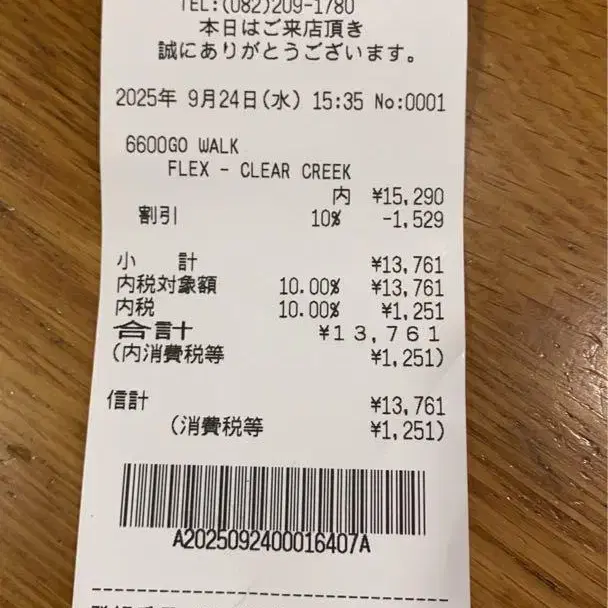 TEL:(082)209-1780
本日はご来店頂き
誠にありがとうございます。
2025年 9月24日(水) 15:35 No:0001
6600GO WALK
FLEX - CLEAR CREEK
内 ¥15,290
割引 10% -1,529
小 計 ¥13,761
内税対象額 10.00% ¥13,761
内税 10.00% ¥1,251
合計 ¥13,761
(内消費税等 ¥1,251)
信計 ¥13,761
(消費税等 ¥1,251)
A2025092400016407A